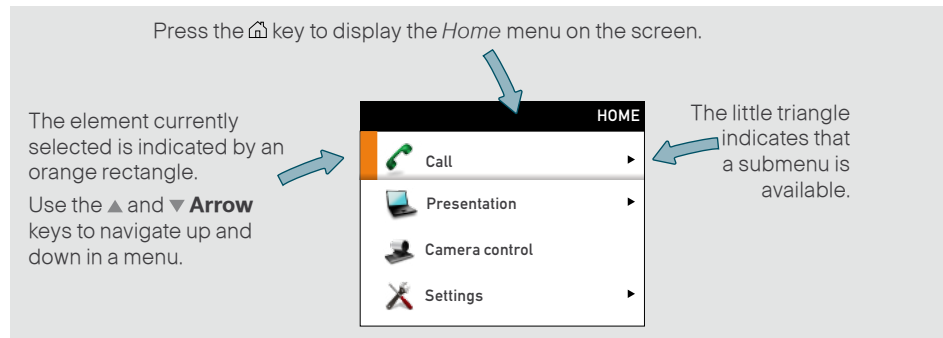 Press the key to display the Home menu on the screen.
The element currently
selected is indicated by an
orange rectangle.
Use the ▲ and ▼ Arrow
keys to navigate up and
down in a menu.
HOME
Call
Presentation
Camera control
Settings
The little triangle
indicates that
a submenu is
available.